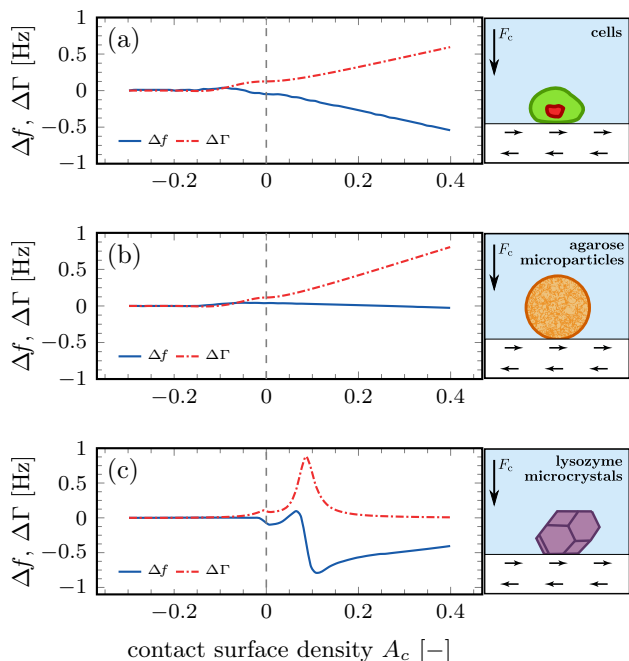 (a)
Δf, ΔΓ [Hz]
1
0.5
0
−0.5
−1
Δf ΔΓ
−0.2 0 0.2 0.4
cells
F_c
(b)
Δf, ΔΓ [Hz]
1
0.5
0
−0.5
−1
Δf ΔΓ
−0.2 0 0.2 0.4
agarose
microparticles
F_c
(c)
Δf, ΔΓ [Hz]
1
0.5
0
−0.5
−1
Δf ΔΓ
−0.2 0 0.2 0.4
lysozyme
microcrystals
F_c
contact surface density A_c [−]